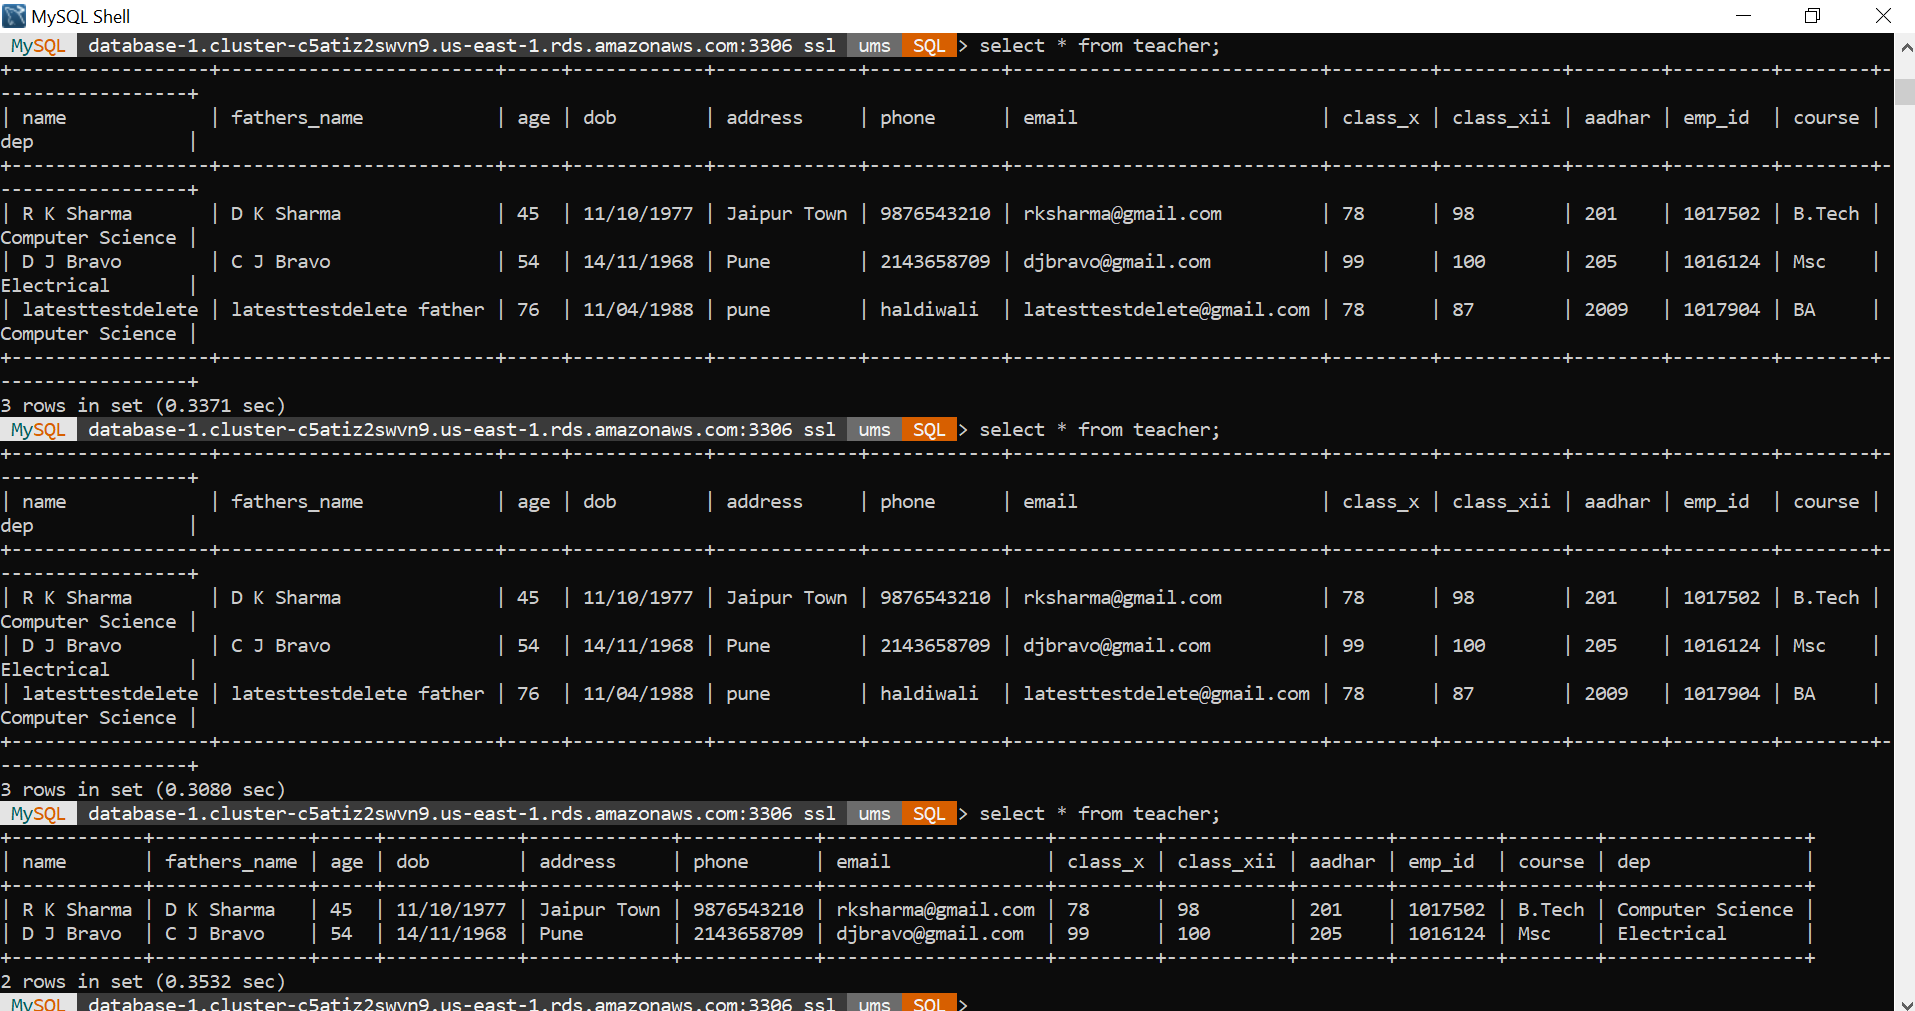 MySQL Shell
MySQL database-1.cluster-c5atiz2swvn9.us-east-1.rds.amazonaws.com:3306 ssl ums SQL > select * from teacher;
+------------------+-------------------------+-----+------------+-------------+------------+----------------------------+---------+-----------+--------+---------+--------+-
-----------------+
| name             | fathers_name            | age | dob        | address     | phone      | email                      | class_x | class_xii | aadhar | emp_id  | course |
dep              |
+------------------+-------------------------+-----+------------+-------------+------------+----------------------------+---------+-----------+--------+---------+--------+-
-----------------+
| R K Sharma       | D K Sharma              | 45  | 11/10/1977 | Jaipur Town | 9876543210 | rksharma@gmail.com         | 78      | 98        | 201    | 1017502 | B.Tech |
Computer Science |
| D J Bravo        | C J Bravo               | 54  | 14/11/1968 | Pune        | 2143658709 | djbravo@gmail.com          | 99      | 100       | 205    | 1016124 | Msc    |
Electrical       |
| latesttestdelete | latesttestdelete father | 76  | 11/04/1988 | pune        | haldiwali  | latesttestdelete@gmail.com | 78      | 87        | 2009   | 1017904 | BA     |
Computer Science |
+------------------+-------------------------+-----+------------+-------------+------------+----------------------------+---------+-----------+--------+---------+--------+-
-----------------+
3 rows in set (0.3371 sec)
MySQL database-1.cluster-c5atiz2swvn9.us-east-1.rds.amazonaws.com:3306 ssl ums SQL > select * from teacher;
+------------------+-------------------------+-----+------------+-------------+------------+----------------------------+---------+-----------+--------+---------+--------+-
-----------------+
| name             | fathers_name            | age | dob        | address     | phone      | email                      | class_x | class_xii | aadhar | emp_id  | course |
dep              |
+------------------+-------------------------+-----+------------+-------------+------------+----------------------------+---------+-----------+--------+---------+--------+-
-----------------+
| R K Sharma       | D K Sharma              | 45  | 11/10/1977 | Jaipur Town | 9876543210 | rksharma@gmail.com         | 78      | 98        | 201    | 1017502 | B.Tech |
Computer Science |
| D J Bravo        | C J Bravo               | 54  | 14/11/1968 | Pune        | 2143658709 | djbravo@gmail.com          | 99      | 100       | 205    | 1016124 | Msc    |
Electrical       |
| latesttestdelete | latesttestdelete father | 76  | 11/04/1988 | pune        | haldiwali  | latesttestdelete@gmail.com | 78      | 87        | 2009   | 1017904 | BA     |
Computer Science |
+------------------+-------------------------+-----+------------+-------------+------------+----------------------------+---------+-----------+--------+---------+--------+-
-----------------+
3 rows in set (0.3080 sec)
MySQL database-1.cluster-c5atiz2swvn9.us-east-1.rds.amazonaws.com:3306 ssl ums SQL > select * from teacher;
+------------+--------------+-----+------------+-------------+------------+--------------------+---------+-----------+--------+---------+--------+------------------+
| name       | fathers_name | age | dob        | address     | phone      | email              | class_x | class_xii | aadhar | emp_id  | course | dep              |
+------------+--------------+-----+------------+-------------+------------+--------------------+---------+-----------+--------+---------+--------+------------------+
| R K Sharma | D K Sharma   | 45  | 11/10/1977 | Jaipur Town | 9876543210 | rksharma@gmail.com | 78      | 98        | 201    | 1017502 | B.Tech | Computer Science |
| D J Bravo  | C J Bravo    | 54  | 14/11/1968 | Pune        | 2143658709 | djbravo@gmail.com  | 99      | 100       | 205    | 1016124 | Msc    | Electrical       |
+------------+--------------+-----+------------+-------------+------------+--------------------+---------+-----------+--------+---------+--------+------------------+
2 rows in set (0.3532 sec)
MySQL database-1.cluster-c5atiz2swvn9.us-east-1.rds.amazonaws.com:3306 ssl ums SQL >